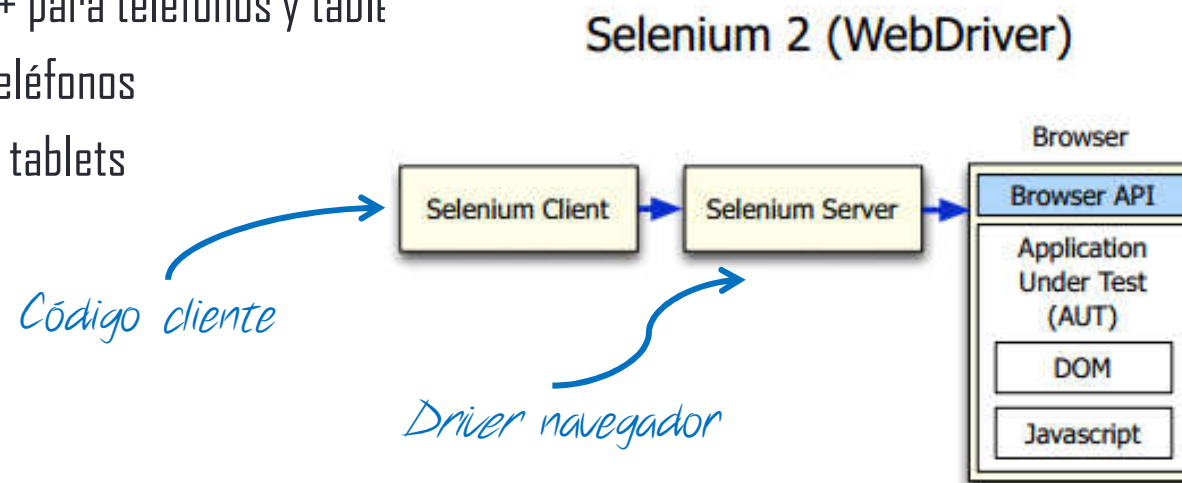 + para teléfonos y
eléfonos
tablets
Selenium 2 (WebDriver)
Browser
Selenium Client
Selenium Server
Browser API
Application
Under Test
(AUT)
DOM
Javascript
Código cliente
Driver navegador